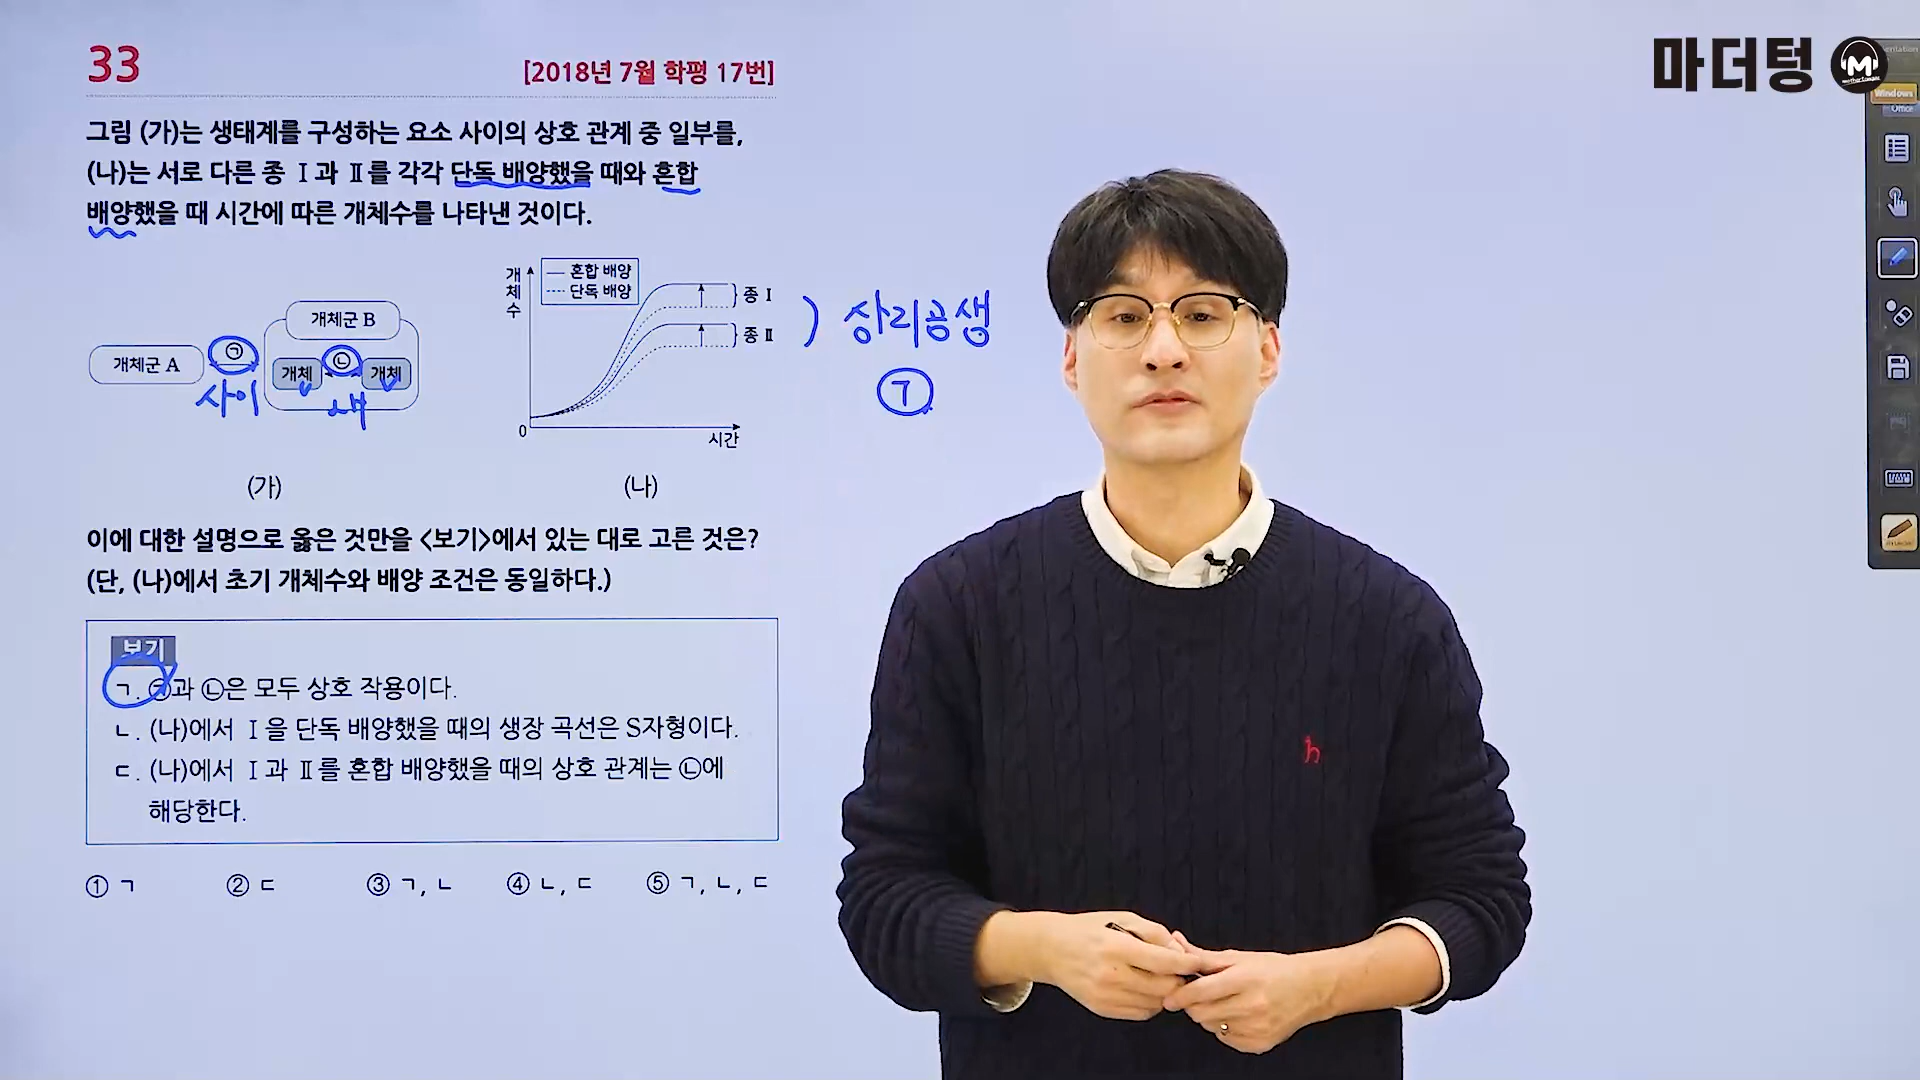 33
[2018년 7월 학평 17번]
그림 (가)는 생태계를 구성하는 요소 사이의 상호 관계 중 일부를,
(나)는 서로 다른 종 Ⅰ과 Ⅱ를 각각 단독 배양했을 때와 혼합
배양했을 때 시간에 따른 개체수를 나타낸 것이다.
개체군 A
㉠
사이
개체군 B
개체
㉡
개체
내
(가)
개체수
혼합 배양
단독 배양
종 Ⅰ
종 Ⅱ
0
시간
(나)
) 상리공생
㉠
이에 대한 설명으로 옳은 것만을 <보기>에서 있는 대로 고른 것은?
(단, (나)에서 초기 개체수와 배양 조건은 동일하다.)
보기
ㄱ. ㉠과 ㉡은 모두 상호 작용이다.
ㄴ. (나)에서 Ⅰ을 단독 배양했을 때의 생장 곡선은 S자형이다.
ㄷ. (나)에서 Ⅰ과 Ⅱ를 혼합 배양했을 때의 상호 관계는 ㉡에
해당한다.
① ㄱ ② ㄷ ③ ㄱ, ㄴ ④ ㄴ, ㄷ ⑤ ㄱ, ㄴ, ㄷ
마더텅 M
Windows
Office
h